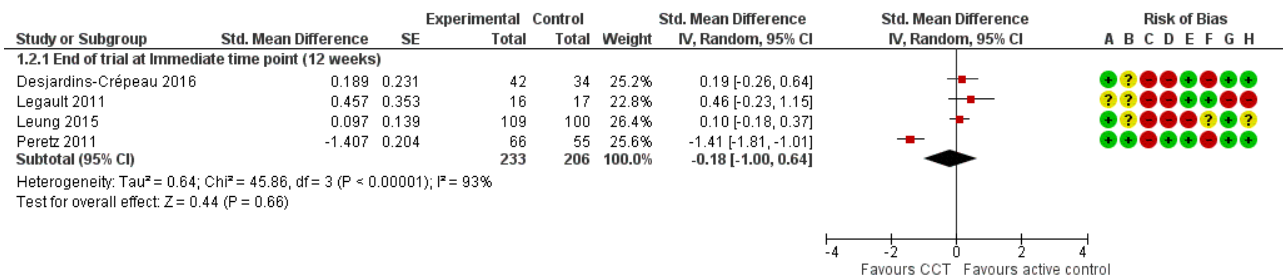 Experimental Control Std. Mean Difference Std. Mean Difference Risk of Bias
Study or Subgroup Std. Mean Difference SE Total Total Weight IV, Random, 95% CI IV, Random, 95% CI A B C D E F G H
1.2.1 End of trial at Immediate time point (12 weeks)
Desjardins-Crépeau 2016 0.189 0.231 42 34 25.2% 0.19 [-0.26, 0.64] + ? - - + - + +
Legault 2011 0.457 0.353 16 17 22.8% 0.46 [-0.23, 1.15] ? ? - - + + - -
Leung 2015 0.097 0.139 109 100 26.4% 0.10 [-0.18, 0.37] + ? - - - ? + ?
Peretz 2011 -1.407 0.204 66 55 25.6% -1.41 [-1.81, -1.01] + + - + + - + +
Subtotal (95% CI) 233 206 100.0% -0.18 [-1.00, 0.64]
Heterogeneity: Tau² = 0.64; Chi² = 45.86, df = 3 (P < 0.00001); I² = 93%
Test for overall effect: Z = 0.44 (P = 0.66)
-4 -2 0 2 4
Favours CCT Favours active control